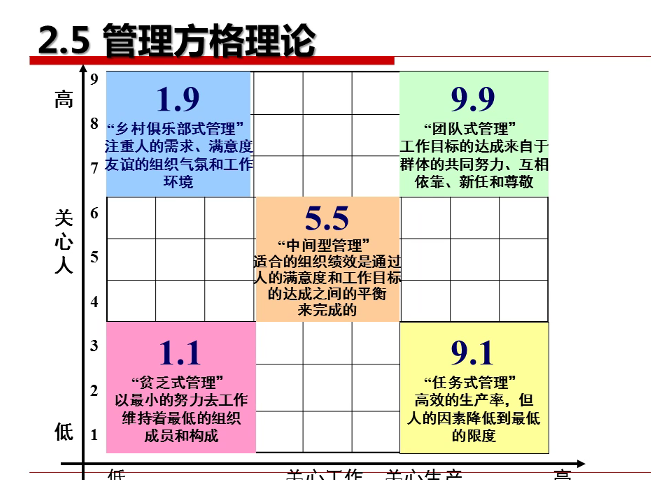 2.5 管理方格理论
9
高
8
7
6
关
心
人
5
4
3
2
低
1
1.9
“乡村俱乐部式管理”
注重人的需求、满意度
友谊的组织气氛和工作
环境
9.9
“团队式管理”
工作目标的达成来自于
群体的共同努力、互相
依靠、新任和尊敬
5.5
“中间型管理”
适合的组织绩效是通过
人的满意度和工作目标
的达成之间的平衡
来完成的
1.1
“贫乏式管理”
以最小的努力去工作
维持着最低的组织
成员和构成
9.1
“任务式管理”
高效的生产率，但
人的因素降低到最低
的限度
低 关心工作 关心生产 高